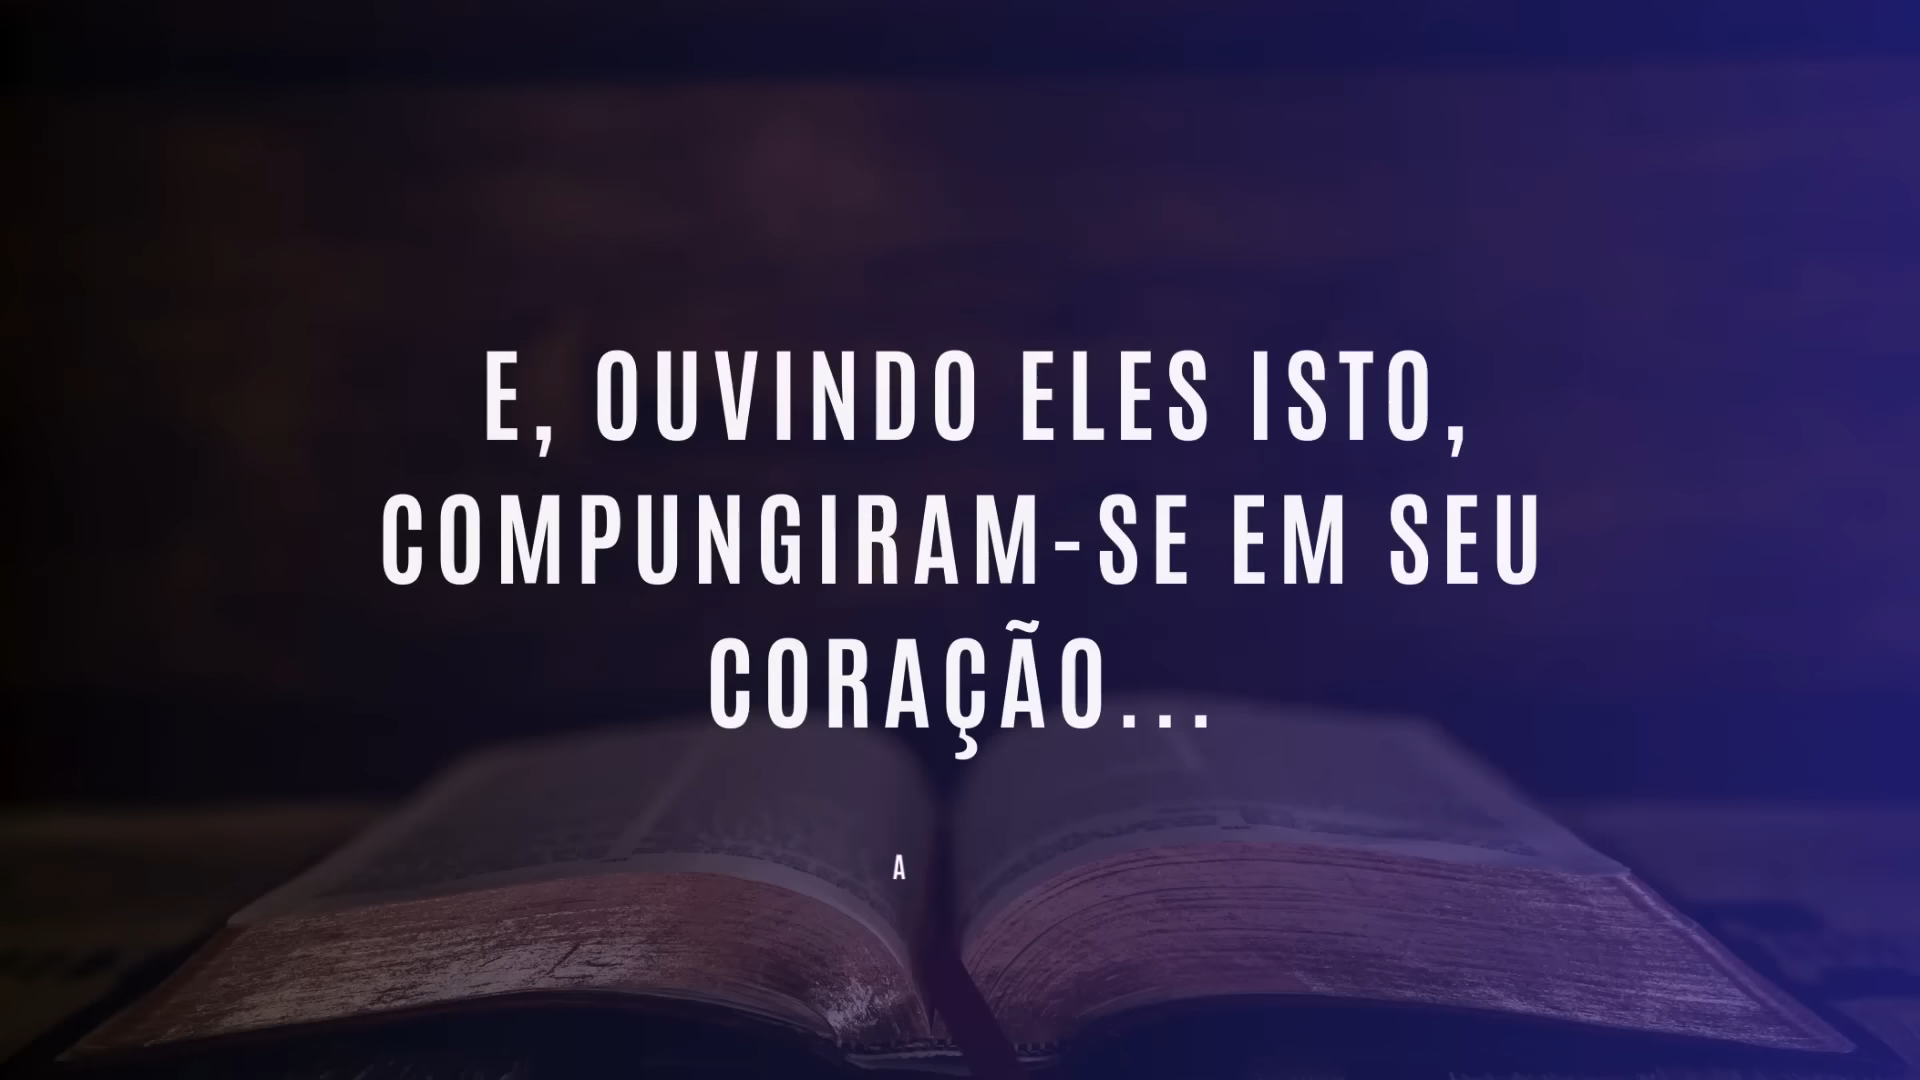 E, OUVINDO ELES ISTO,
COMPUNGIRAM-SE EM SEU
CORAÇÃO...
A